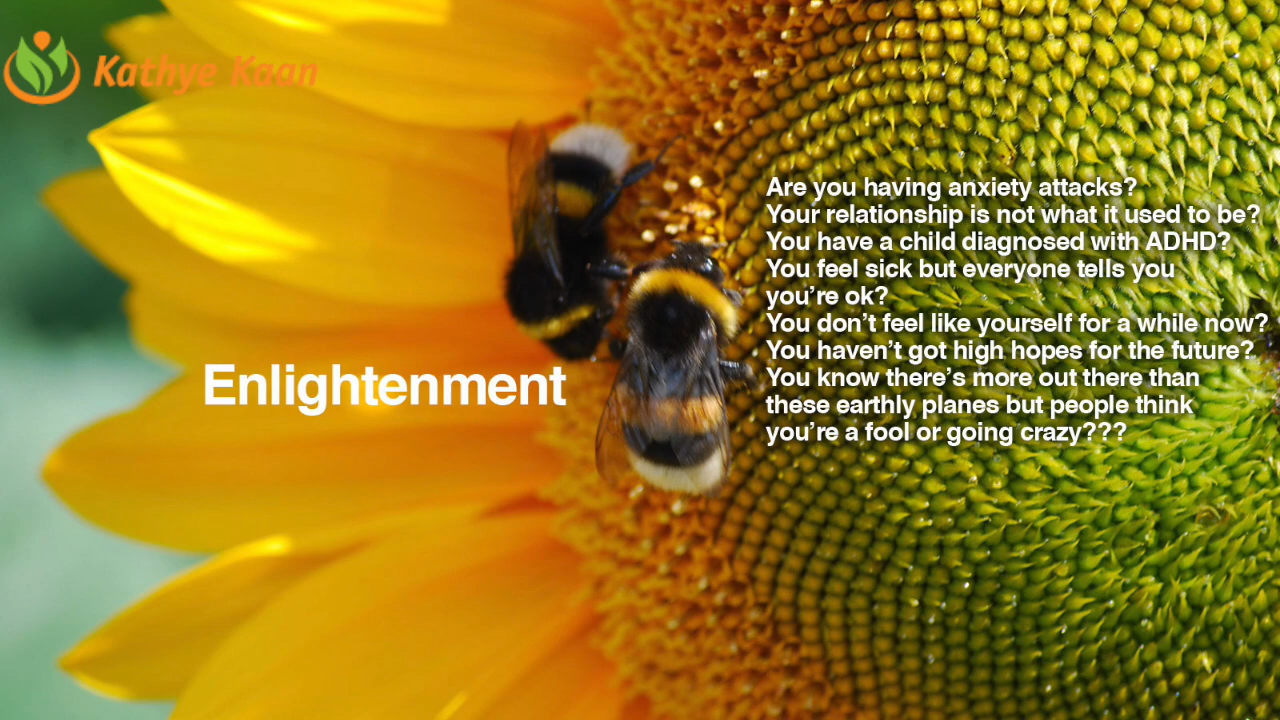 Kathye Kaan
Enlightenment
Are you having anxiety attacks?
Your relationship is not what it used to be?
You have a child diagnosed with ADHD?
You feel sick but everyone tells you
you're ok?
You don't feel like yourself for a while now?
You haven't got high hopes for the future?
You know there's more out there than
these earthly planes but people think
you're a fool or going crazy???